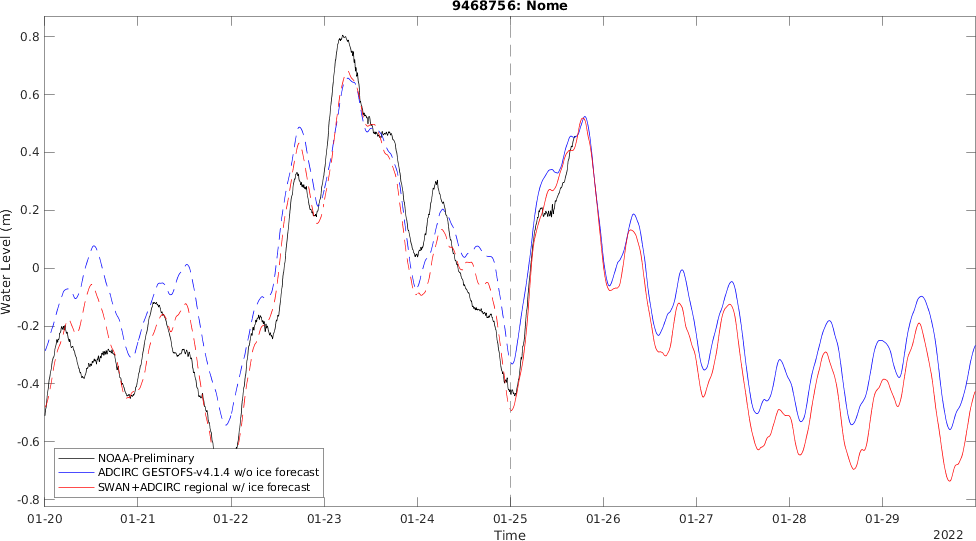 9468756: Nome
0.8
0.6
0.4
0.2
0
-0.2
-0.4
-0.6
-0.8
Water Level (m)
NOAA-Preliminary
ADCIRC GESTOFS-v4.1.4 w/o ice forecast
SWAN+ADCIRC regional w/ ice forecast
01-20 01-21 01-22 01-23 01-24 01-25 01-26 01-27 01-28 01-29
Time
2022